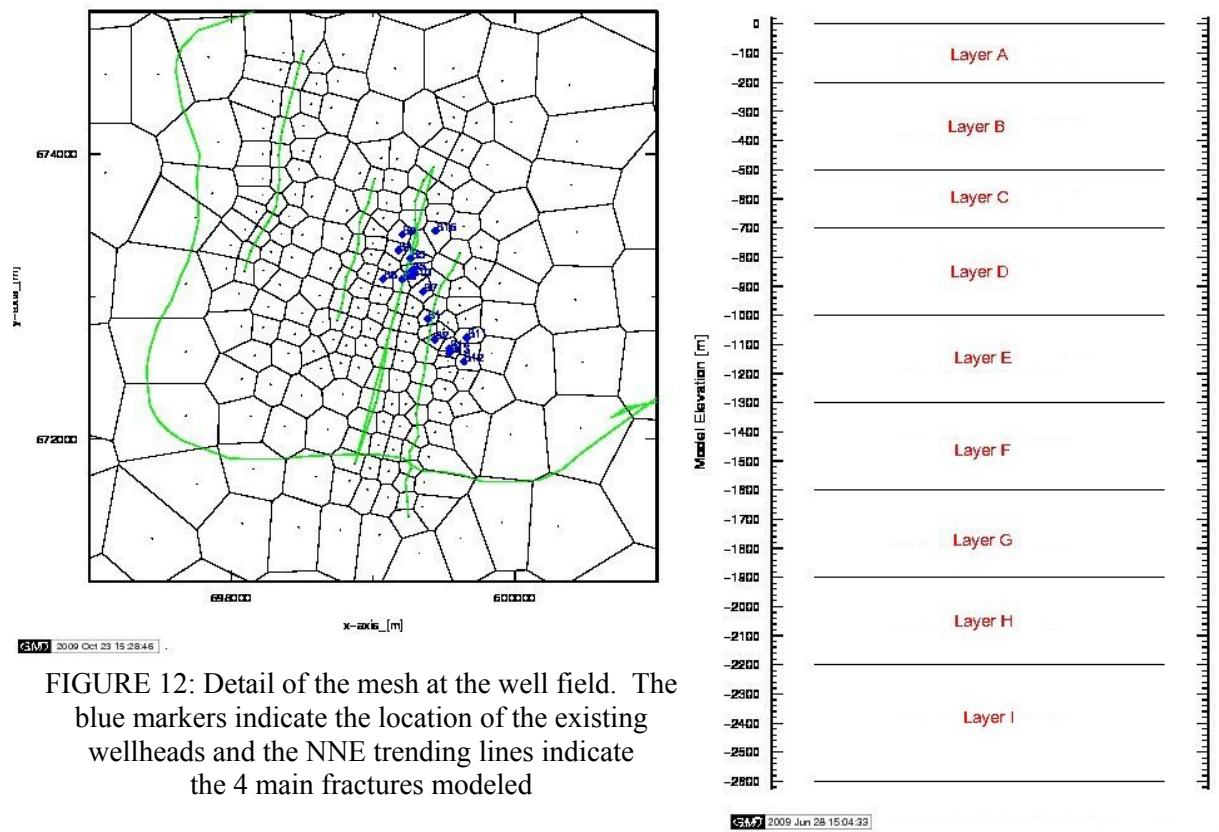 674000
672000
y-axis_[m]
598000
600000
x-axis_[m]
GMT 2009 Oct 23 15:28:46
FIGURE 12: Detail of the mesh at the well field. The
blue markers indicate the location of the existing
wellheads and the NNE trending lines indicate
the 4 main fractures modeled
0
-100
-200
-300
-400
-500
-600
-700
-800
-900
-1000
-1100
-1200
-1300
-1400
-1500
-1600
-1700
-1800
-1900
-2000
-2100
-2200
-2300
-2400
-2500
-2600
Model Elevation [m]
Layer A
Layer B
Layer C
Layer D
Layer E
Layer F
Layer G
Layer H
Layer I
GMT 2009 Jun 28 15:04:33